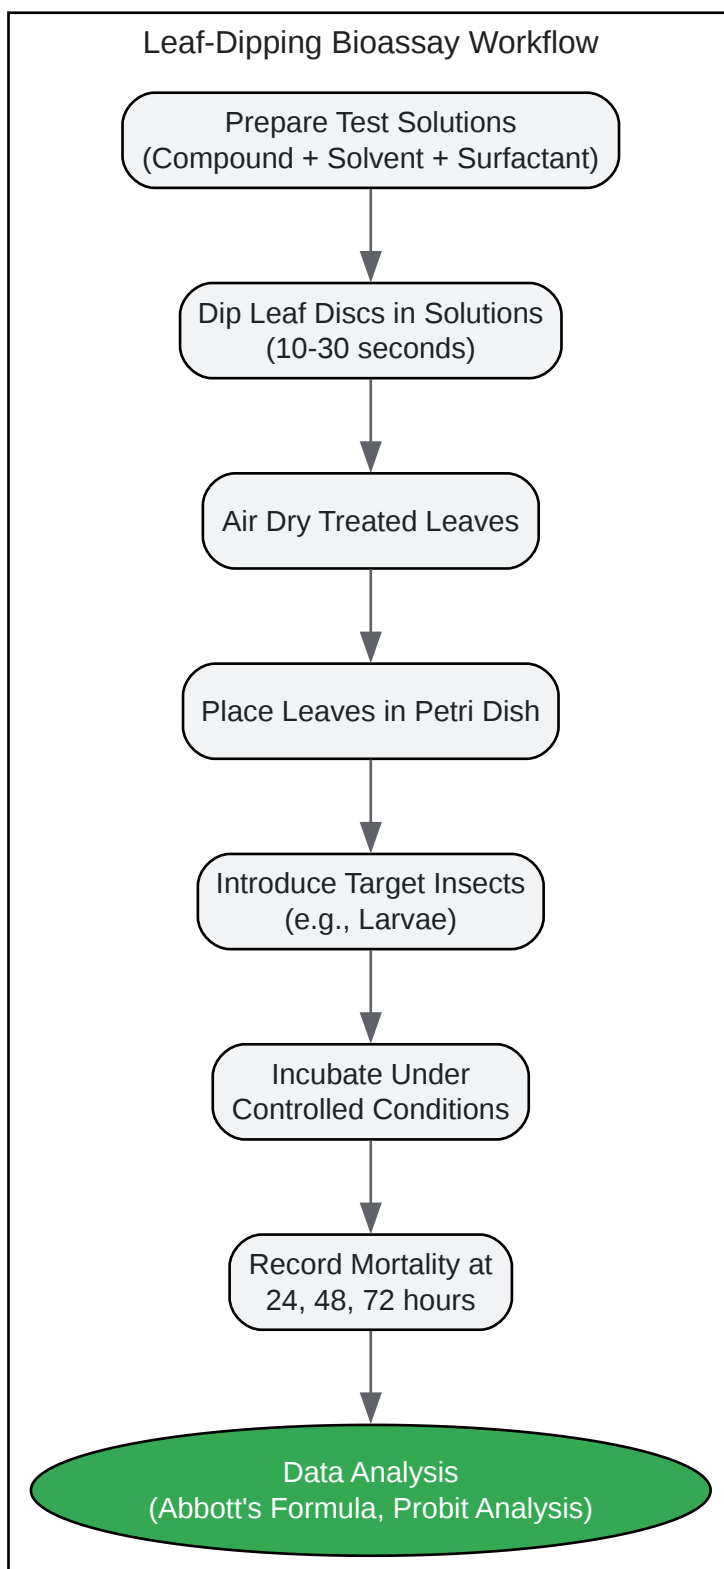 Leaf-Dipping Bioassay Workflow
Prepare Test Solutions
(Compound + Solvent + Surfactant)
Dip Leaf Discs in Solutions
(10-30 seconds)
Air Dry Treated Leaves
Place Leaves in Petri Dish
Introduce Target Insects
(e.g., Larvae)
Incubate Under
Controlled Conditions
Record Mortality at
24, 48, 72 hours
Data Analysis
(Abbott's Formula, Probit Analysis)